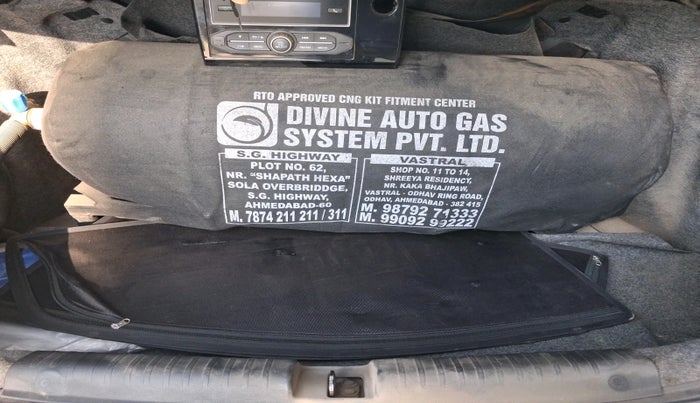 RTO APPROVED CNG KIT FITMENT CENTER
DIVINE AUTO GAS
SYSTEM PVT. LTD.
S.G. HIGHWAY
PLOT NO. 62,
NR. "SHAPATH HEXA"
SOLA OVERBRIDDGE,
S.G. HIGHWAY,
AHMEDABAD-60
M. 7874 211 211 / 311
VASTRAL
SHOP NO. 11 TO 14,
SHREEYA RESIDENCY,
NR. KAKA BHAJIPAW,
VASTRAL - ODHAV RING ROAD,
ODHAV, AHMEDABAD - 382 415
M. 98792 71333
M. 99092 99222